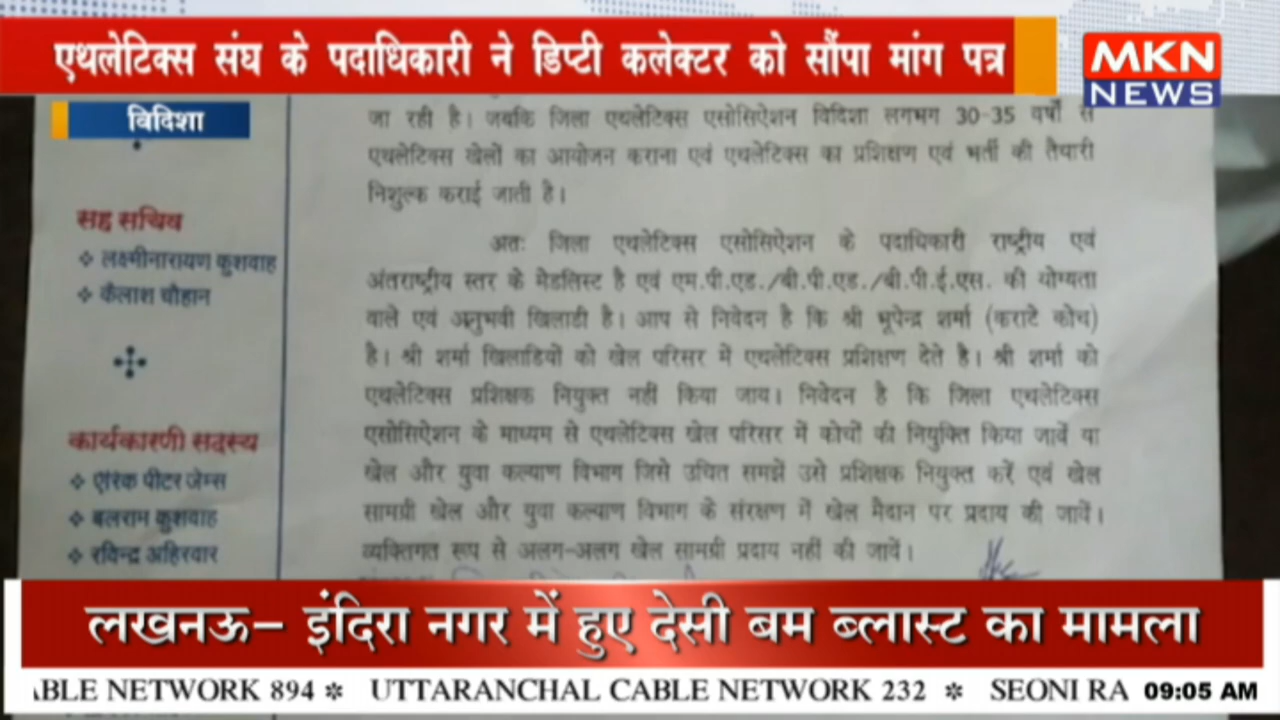 एथलेटिक्स संघ के पदाधिकारी ने डिप्टी कलेक्टर को सौंपा मांग पत्र
MKN
NEWS
विदिशा
सह सचिव
लक्ष्मीनारायण कुशवाह
कैलाश चौहान
कार्यकारणी सदस्य
ऐरिक पीटर जेम्स
बलराम कुशवाह
रविन्द्र अहिरवार
जा रही है। जबकि जिला एथलेटिक्स एसोसिऐशन विदिशा लगभग 30-35 वर्षों से
एथलेटिक्स खेलों का आयोजन कराना एवं एथलेटिक्स का प्रशिक्षण एवं भर्ती की तैयारी
निशुल्क कराई जाती है।
अतः जिला एथलेटिक्स एसोसिऐशन के पदाधिकारी राष्ट्रीय एवं
अंतराष्ट्रीय स्तर के मेडलिस्ट है एवं एम.पी.एड./बी.पी.एड./बी.पी.ई.एस. की योग्यता
वाले एवं अनुभवी खिलाडी है। आप से निवेदन है कि श्री भूपेन्द्र शर्मा (कराटे कोच)
है। श्री शर्मा खिलाडियों को खेल परिसर में एथलेटिक्स प्रशिक्षण देते है। श्री शर्मा को
एथलेटिक्स प्रशिक्षक नियुक्त नहीं किया जाय। निवेदन है कि जिला एथलेटिक्स
एसोसिऐशन के माध्यम से एथलेटिक्स खेल परिसर में कोचों की नियुक्ति किया जावें या
खेल और युवा कल्याण विभाग जिसे उचित समझें उसे प्रशिक्षक नियुक्त करें एवं खेल
सामग्री खेल और युवा कल्याण विभाग के संरक्षण में खेल मैदान पर प्रदाय की जावें।
व्यक्तिगत रूप से अलग-अलग खेल सामग्री प्रदाय नहीं की जावें।
लखनऊ- इंदिरा नगर में हुए देसी बम ब्लास्ट का मामला
ABLE NETWORK 894 ✻ UTTARANCHAL CABLE NETWORK 232 ✻ SEONI RA 09:05 AM